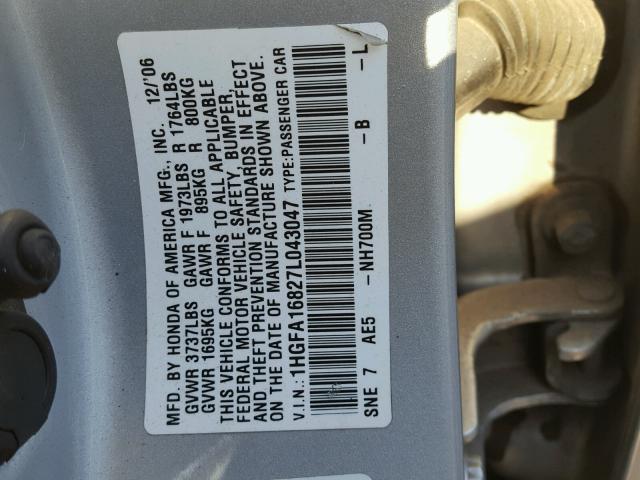 MFD. BY HONDA OF AMERICA MFG., INC. 12/'06
GVWR 3737LBS GAWR F 1973LBS R 1764LBS
GVWR 1695KG GAWR F 895KG R 800KG
THIS VEHICLE CONFORMS TO ALL APPLICABLE
FEDERAL MOTOR VEHICLE SAFETY, BUMPER,
AND THEFT PREVENTION STANDARDS IN EFFECT
ON THE DATE OF MANUFACTURE SHOWN ABOVE.
V.I.N.:1HGFA16827L043047 TYPE:PASSENGER CAR
SNE 7 AE5 -NH700M -B -L